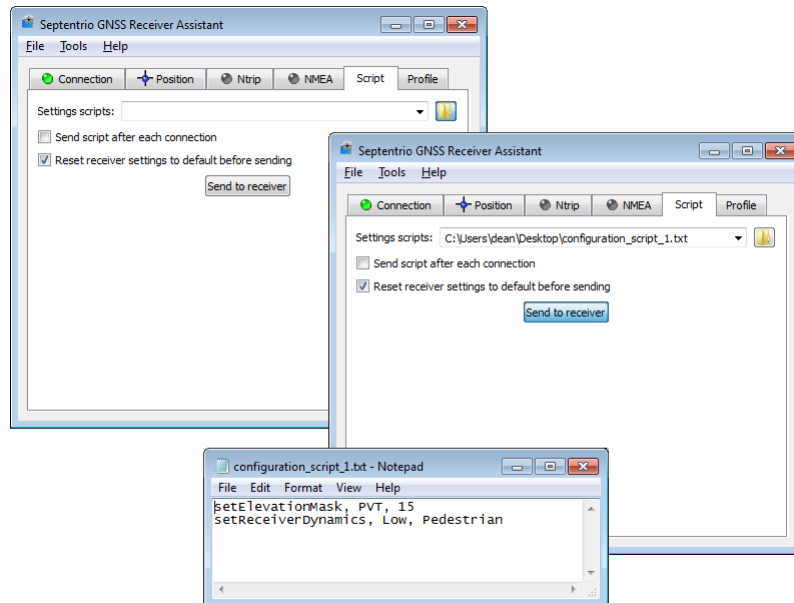 Septentrio GNSS Receiver Assistant
File Tools Help
Connection Position Ntrip NMEA Script Profile
Settings scripts:
Send script after each connection
Reset receiver settings to default before sending
Send to receiver
Septentrio GNSS Receiver Assistant
File Tools Help
Connection Position Ntrip NMEA Script Profile
Settings scripts: C:\Users\dean\Desktop\configuration_script_1.txt
Send script after each connection
Reset receiver settings to default before sending
Send to receiver
configuration_script_1.txt - Notepad
File Edit Format View Help
setElevationMask, PVT, 15
setReceiverDynamics, Low, Pedestrian